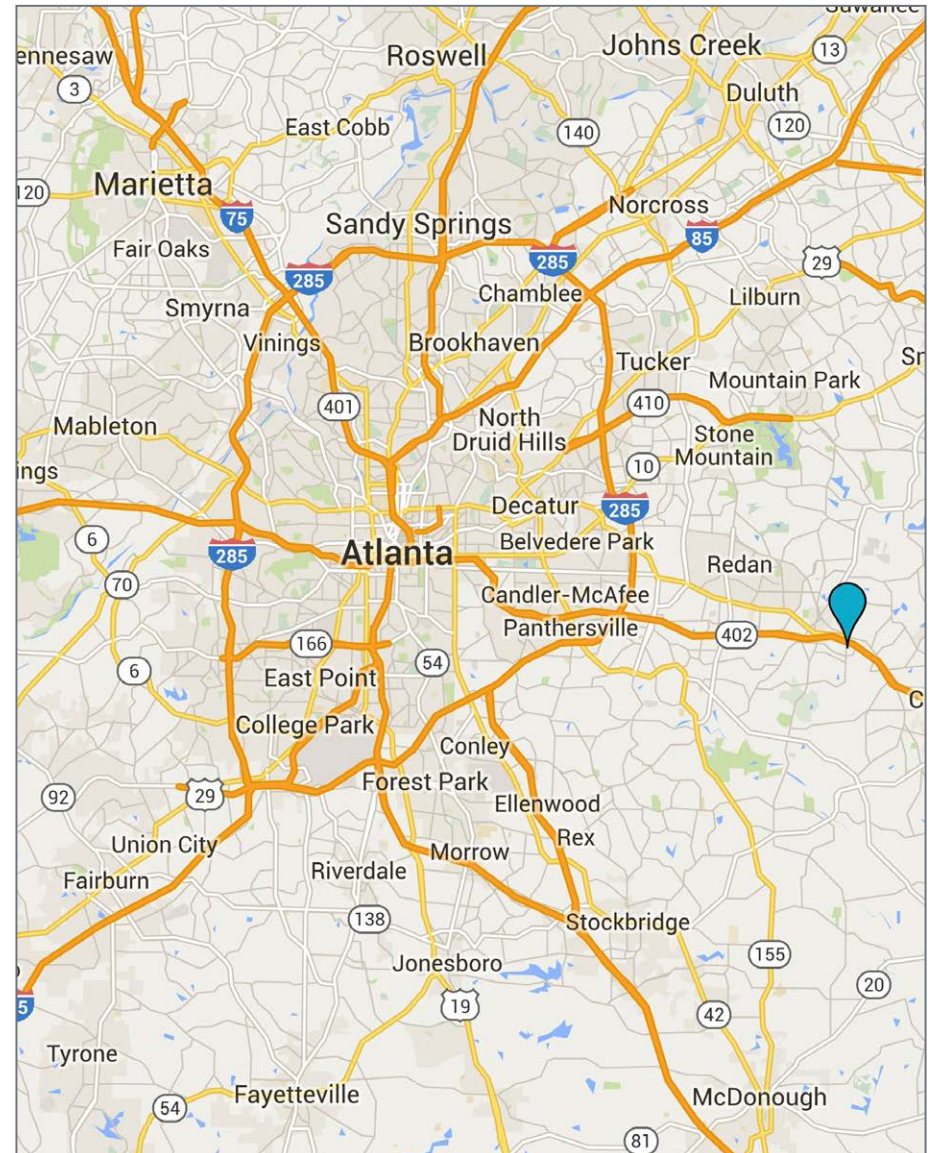 Suwanee
ennesaw
Roswell
Johns Creek
13
3
Duluth
East Cobb
140
120
120
Marietta
Norcross
75
Sandy Springs
85
Fair Oaks
285
29
285
Chamblee
Lilburn
Smyrna
Vinings
Brookhaven
Tucker
Sn
Mountain Park
401
410
North
Druid Hills
Mableton
Stone
Mountain
ings
10
Decatur
285
6
Belvedere Park
285
Atlanta
Redan
70
Candler-McAfee
Panthersville
402
166
54
6
East Point
C
College Park
Conley
Forest Park
92
29
Ellenwood
Rex
Union City
Morrow
Riverdale
Fairburn
138
Stockbridge
155
Jonesboro
20
5
19
42
Tyrone
Fayetteville
McDonough
54
81